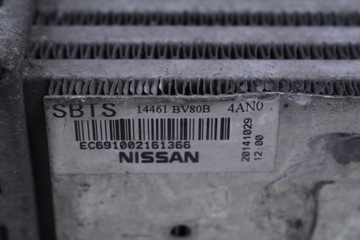 SBTS 14461 BV80B 4AN0
EC691002161366
NISSAN
20141029
12:00